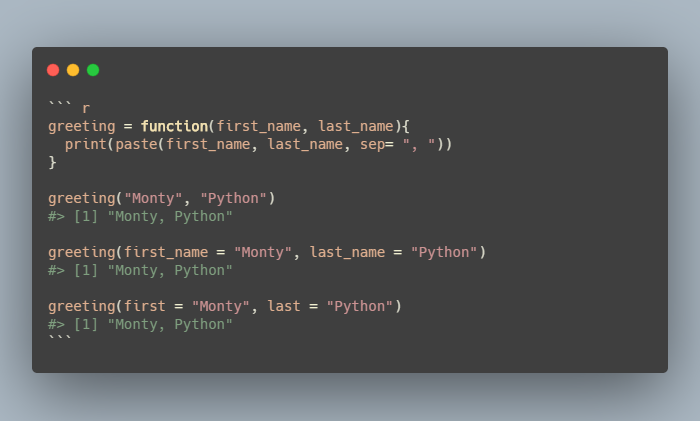 ``` r
greeting = function(first_name, last_name){
  print(paste(first_name, last_name, sep= ", "))
}
greeting("Monty", "Python")
#> [1] "Monty, Python"
greeting(first_name = "Monty", last_name = "Python")
#> [1] "Monty, Python"
greeting(first = "Monty", last = "Python")
#> [1] "Monty, Python"
```